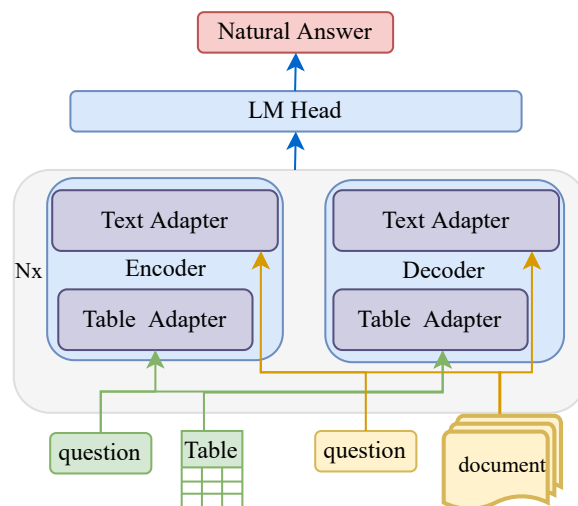 Natural Answer
LM Head
Text Adapter
Text Adapter
Nx
Encoder
Decoder
Table Adapter
Table Adapter
question
Table
question
document